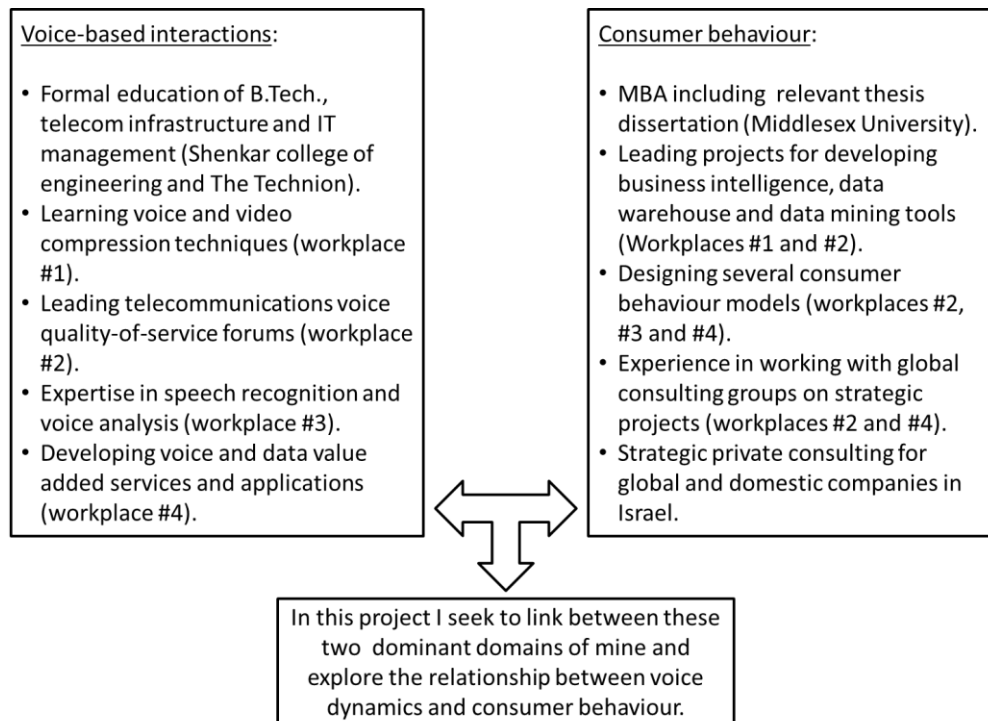 Voice-based interactions:
• Formal education of B.Tech.,
telecom infrastructure and IT
management (Shenkar college of
engineering and The Technion).
• Learning voice and video
compression techniques (workplace
#1).
• Leading telecommunications voice
quality-of-service forums (workplace
#2).
• Expertise in speech recognition and
voice analysis (workplace #3).
• Developing voice and data value
added services and applications
(workplace #4).
Consumer behaviour:
• MBA including  relevant thesis
dissertation (Middlesex University).
• Leading projects for developing
business intelligence, data
warehouse and data mining tools
(Workplaces #1 and #2).
• Designing several consumer
behaviour models (workplaces #2,
#3 and #4).
• Experience in working with global
consulting groups on strategic
projects (workplaces #2 and #4).
• Strategic private consulting for
global and domestic companies in
Israel.
In this project I seek to link between these
two  dominant domains of mine and
explore the relationship between voice
dynamics and consumer behaviour.